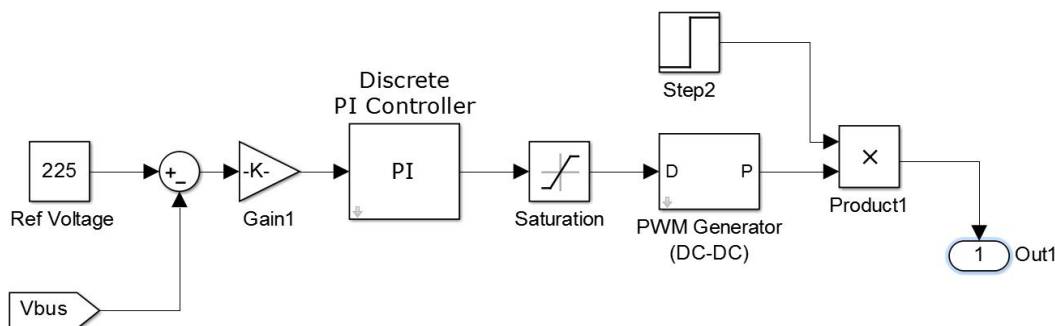 Step2
Discrete
PI Controller
225
+
-
-K-
PI
D
P
×
Ref Voltage
Gain1
Saturation
PWM Generator
(DC-DC)
Product1
1
Out1
Vbus